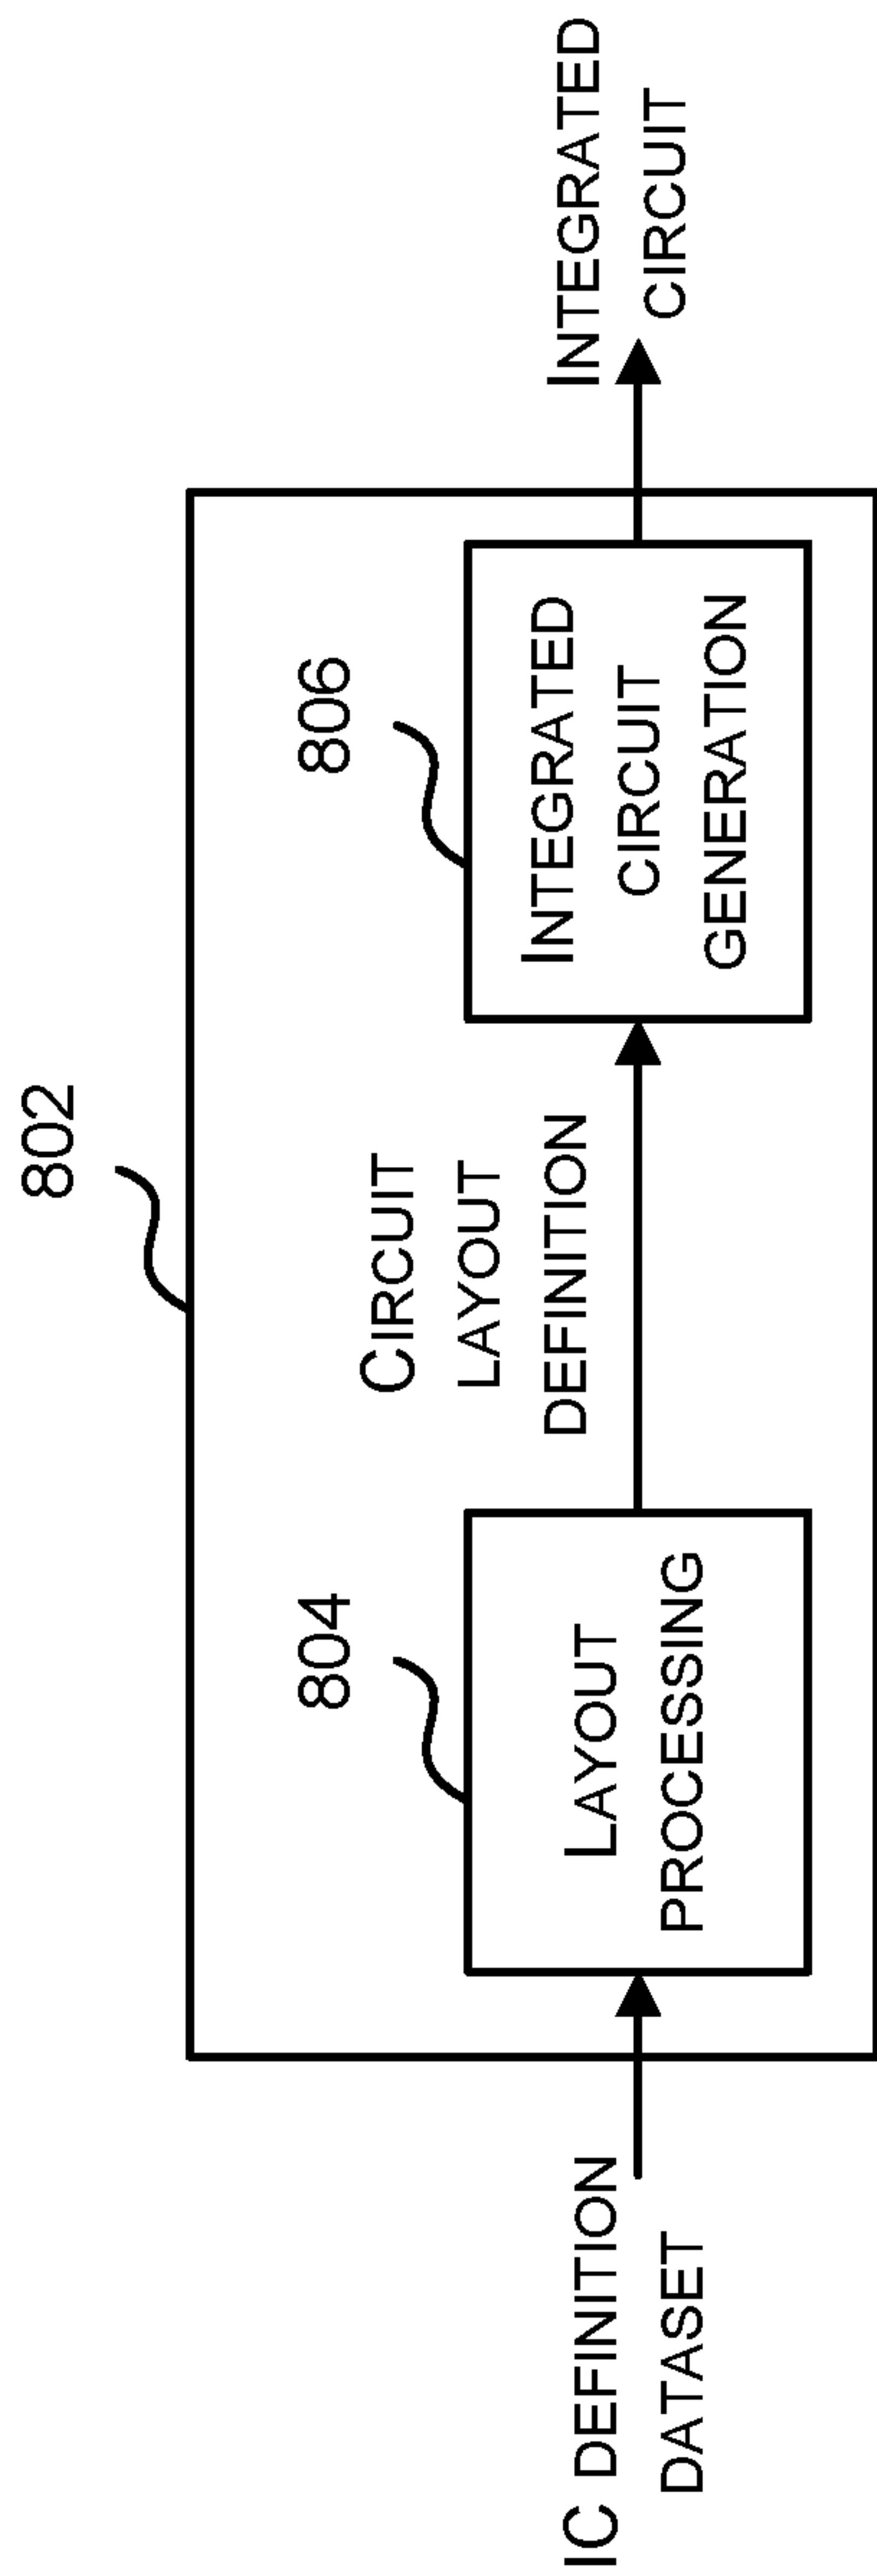 802
IC DEFINITION
DATASET
804
LAYOUT
PROCESSING
CIRCUIT
LAYOUT
DEFINITION
806
INTEGRATED
CIRCUIT
GENERATION
INTEGRATED
CIRCUIT